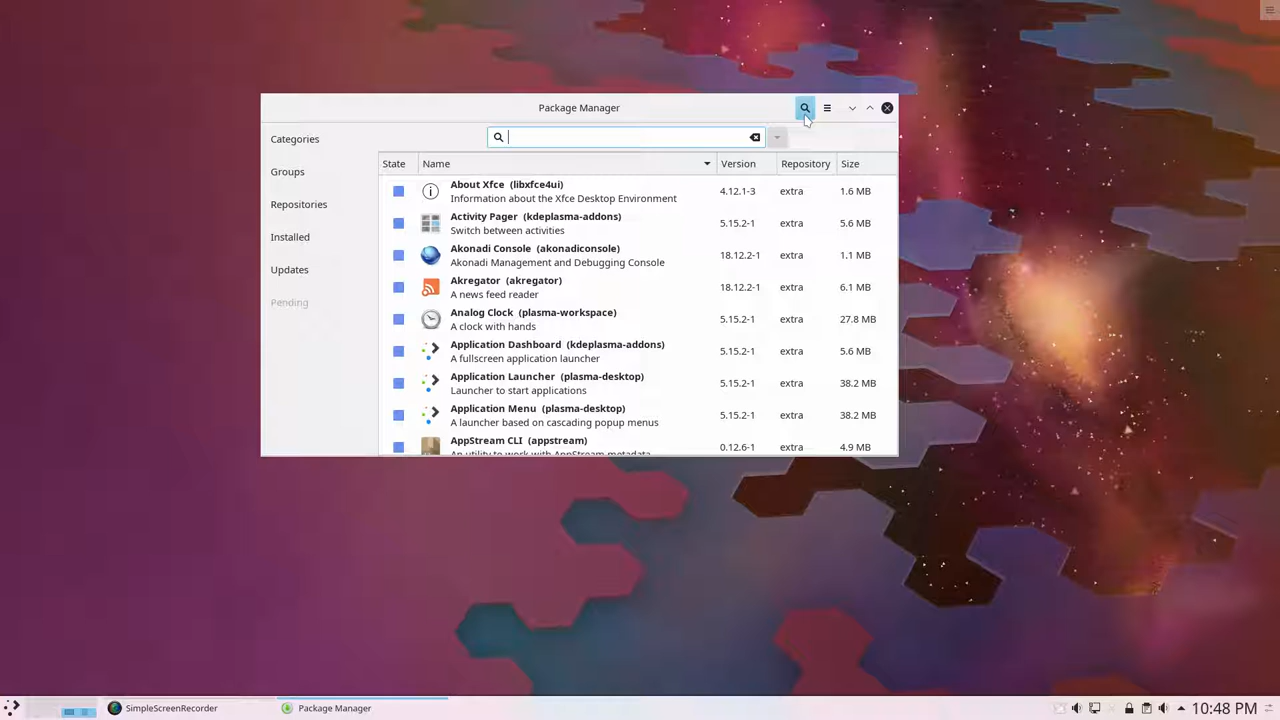 Package Manager
Categories
Groups
Repositories
Installed
Updates
Pending
State Name Version Repository Size
About Xfce (libxfce4ui)
Information about the Xfce Desktop Environment
4.12.1-3 extra 1.6 MB
Activity Pager (kdeplasma-addons)
Switch between activities
5.15.2-1 extra 5.6 MB
Akonadi Console (akonadiconsole)
Akonadi Management and Debugging Console
18.12.2-1 extra 1.1 MB
Akregator (akregator)
A news feed reader
18.12.2-1 extra 6.1 MB
Analog Clock (plasma-workspace)
A clock with hands
5.15.2-1 extra 27.8 MB
Application Dashboard (kdeplasma-addons)
A fullscreen application launcher
5.15.2-1 extra 5.6 MB
Application Launcher (plasma-desktop)
Launcher to start applications
5.15.2-1 extra 38.2 MB
Application Menu (plasma-desktop)
A launcher based on cascading popup menus
5.15.2-1 extra 38.2 MB
AppStream CLI (appstream)
An utility to work with AppStream metadata
0.12.6-1 extra 4.9 MB
SimpleScreenRecorder
Package Manager
10:48 PM